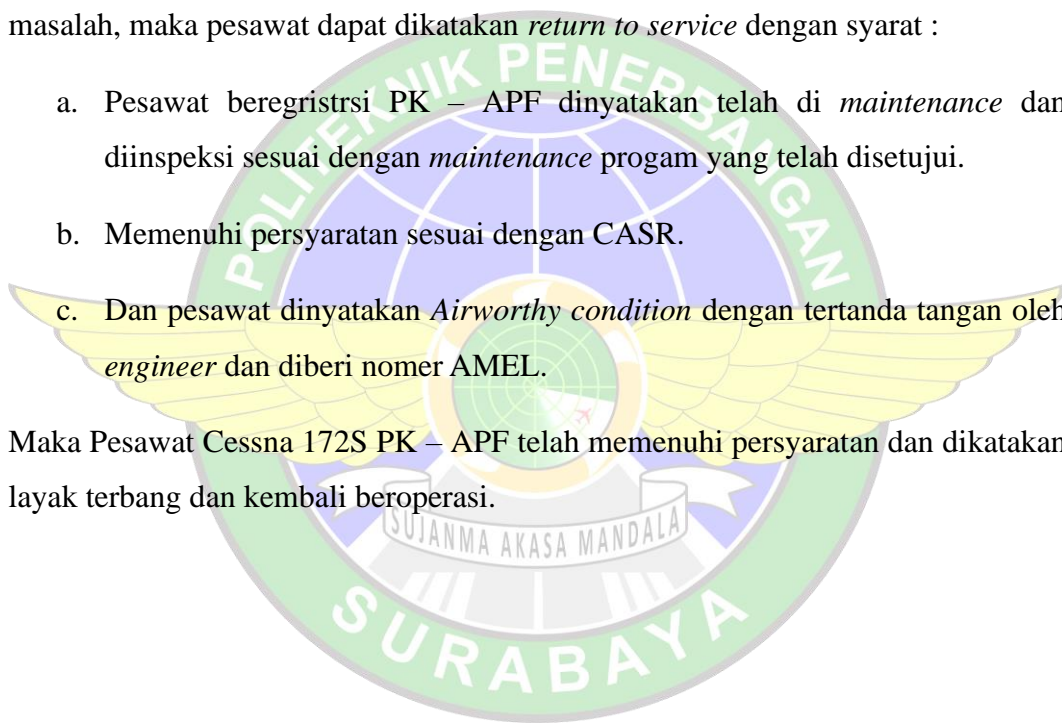 masalah, maka pesawat dapat dikatakan return to service dengan syarat :
a. Pesawat beregristrsi PK – APF dinyatakan telah di maintenance dan
diinspeksi sesuai dengan maintenance progam yang telah disetujui.
b. Memenuhi persyaratan sesuai dengan CASR.
c. Dan pesawat dinyatakan Airworthy condition dengan tertanda tangan oleh
engineer dan diberi nomer AMEL.
Maka Pesawat Cessna 172S PK – APF telah memenuhi persyaratan dan dikatakan
layak terbang dan kembali beroperasi.
POLITEKNIK PENERBANGAN
SUJANMA AKASA MANDALA
SURABAYA